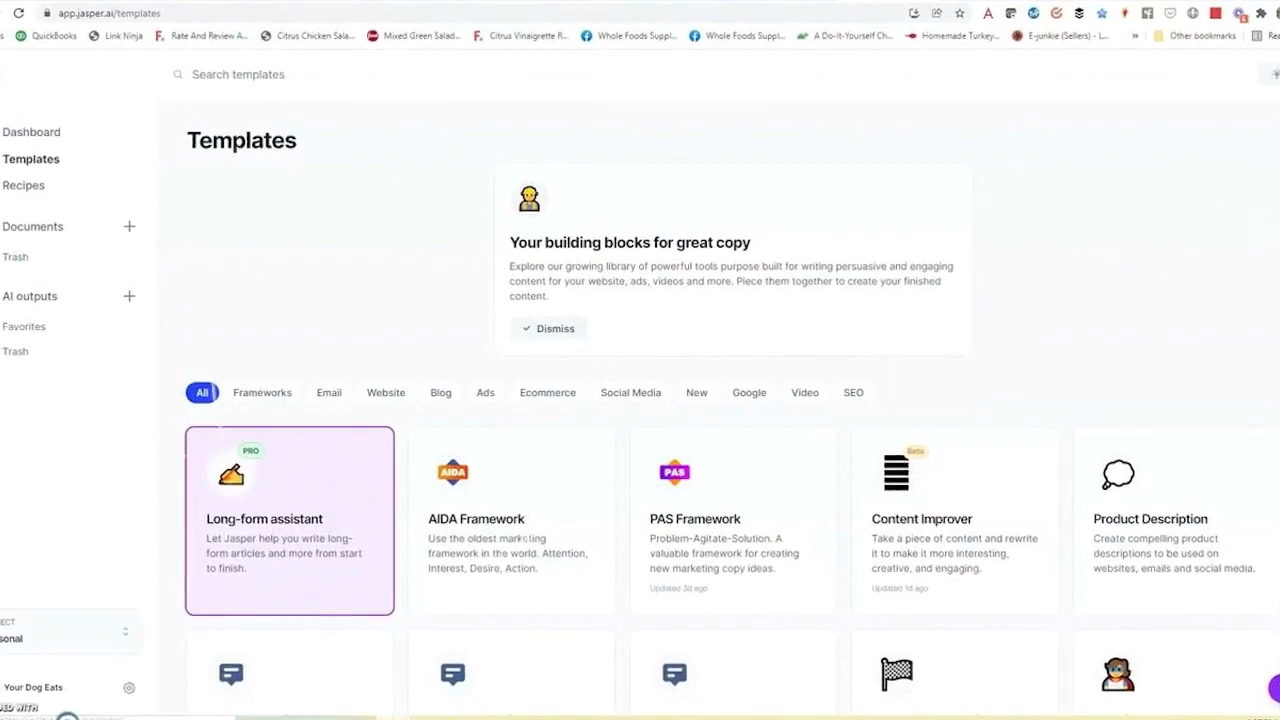 app.jasper.ai/templates
QuickBooks
Link Ninja
Rate And Review A...
Citrus Chicken Sala...
Mixed Green Salad...
Citrus Vinaigrette R...
Whole Foods Suppl...
Whole Foods Suppl...
A Do-It-Yourself Ch...
Homemade Turkey...
E-junkie (Sellers) - L...
»
Other bookmarks
Search templates
Dashboard
Templates
Recipes
Documents
Trash
AI outputs
Favorites
Trash
Templates
Your building blocks for great copy
Explore our growing library of powerful tools purpose built for writing persuasive and engaging
content for your website, ads, videos and more. Piece them together to create your finished
content.
Dismiss
All Frameworks Email Website Blog Ads Ecommerce Social Media New Google Video SEO
PRO
Long-form assistant
Let Jasper help you write long-
form articles and more from start
to finish.
AIDA
AIDA Framework
Use the oldest marketing
framework in the world. Attention,
Interest, Desire, Action.
PAS
PAS Framework
Problem-Agitate-Solution. A
valuable framework for creating
new marketing copy ideas.
Updated 3d ago
Beta
Content Improver
Take a piece of content and rewrite
it to make it more interesting,
creative, and engaging.
Updated 1d ago
Product Description
Create compelling product
descriptions to be used on
websites, emails and social media.
Your Dog Eats
WITH